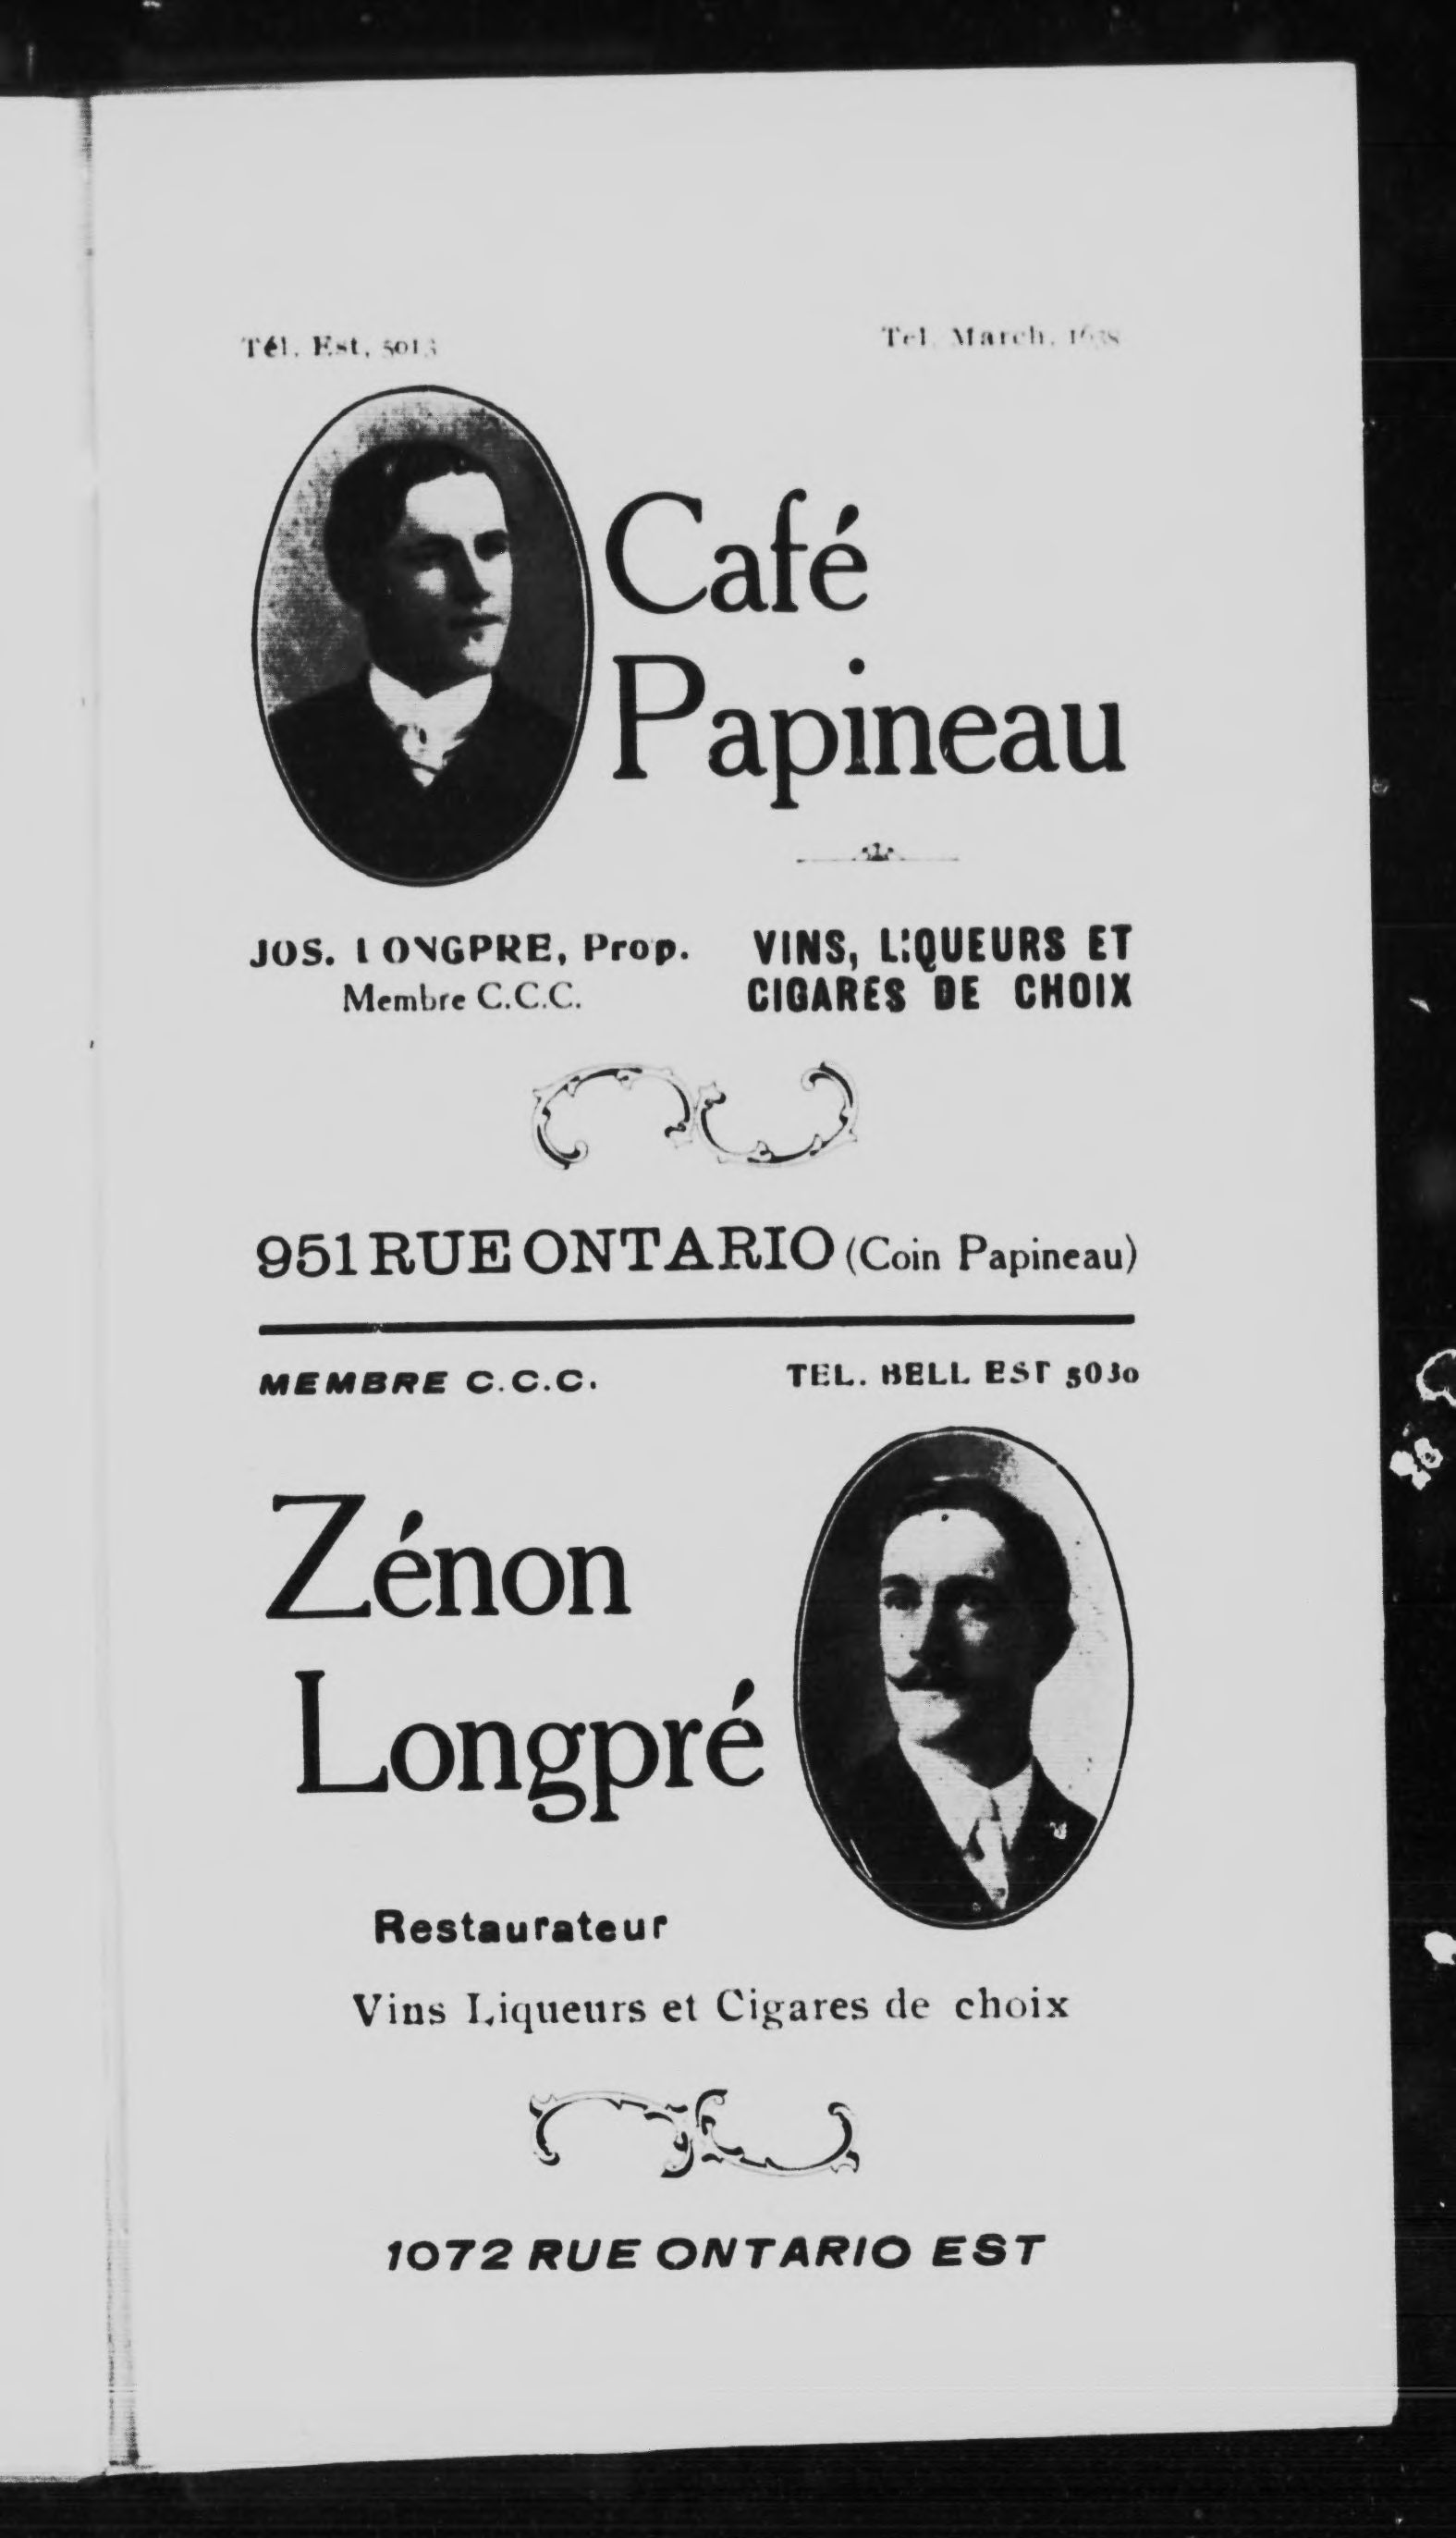 Tél. Est, 5013
Tel. March.
Café
Papineau
JOS. LONGPRE, Prop.
Membre C.C.C.
VINS, LIQUEURS ET
CIGARES DE CHOIX
951 RUE ONTARIO (Coin Papineau)
MEMBRE C.C.C.
TEL. BELL EST 5030
Zénon
Longpré
Restaurateur
Vins Liqueurs et Cigares de choix
1072 RUE ONTARIO EST